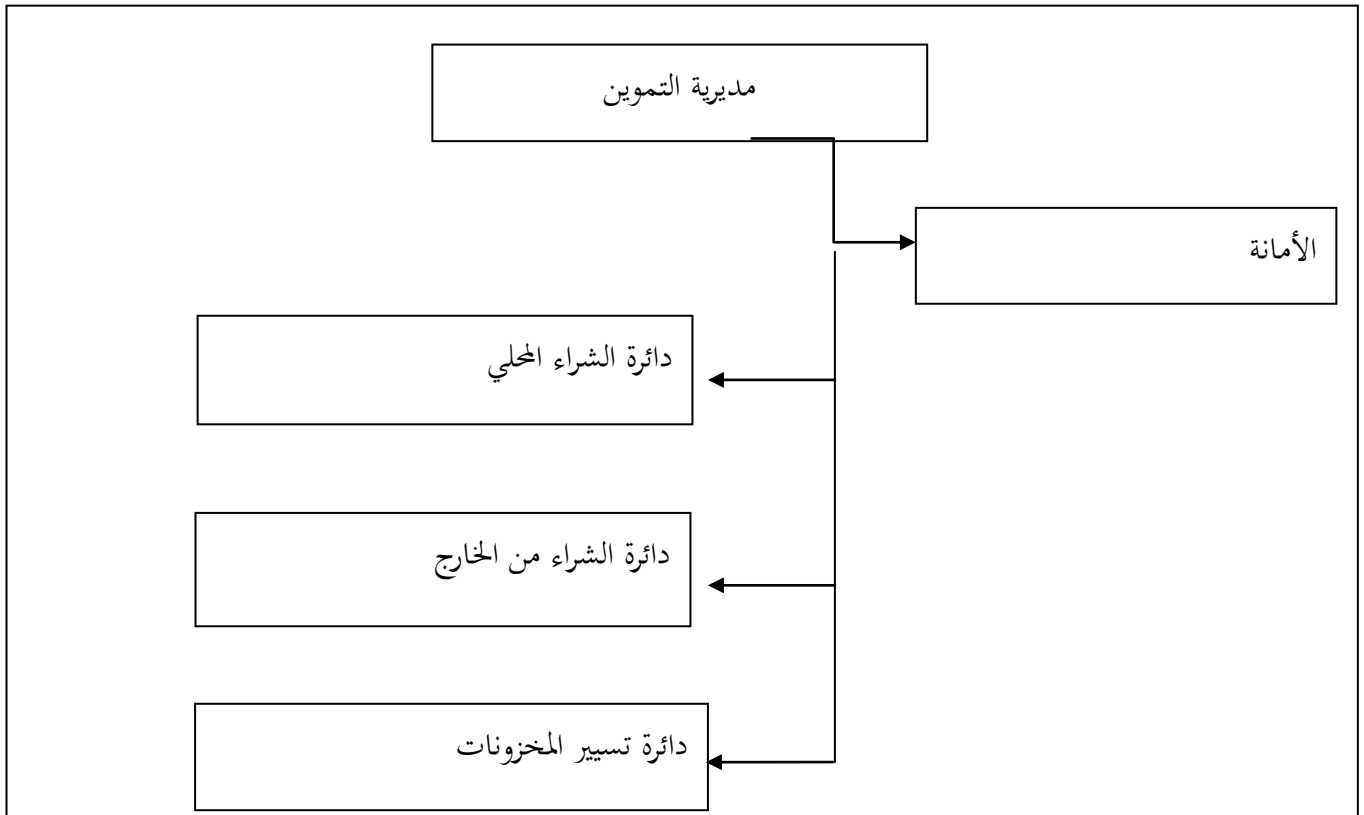 مديرية التموين
الأمانة
دائرة الشراء المحلي
دائرة الشراء من الخارج
دائرة تسيير المخزونات